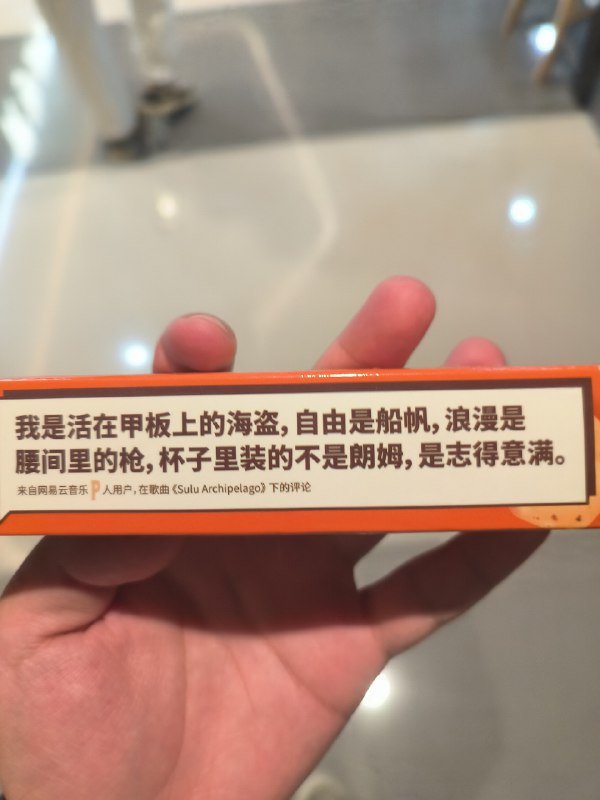 我是活在甲板上的海盗，自由是船帆，浪漫是
腰间里的枪，杯子里装的不是朗姆，是志得意满。
来自网易云音乐P人用户，在歌曲《Sulu Archipelago》下的评论